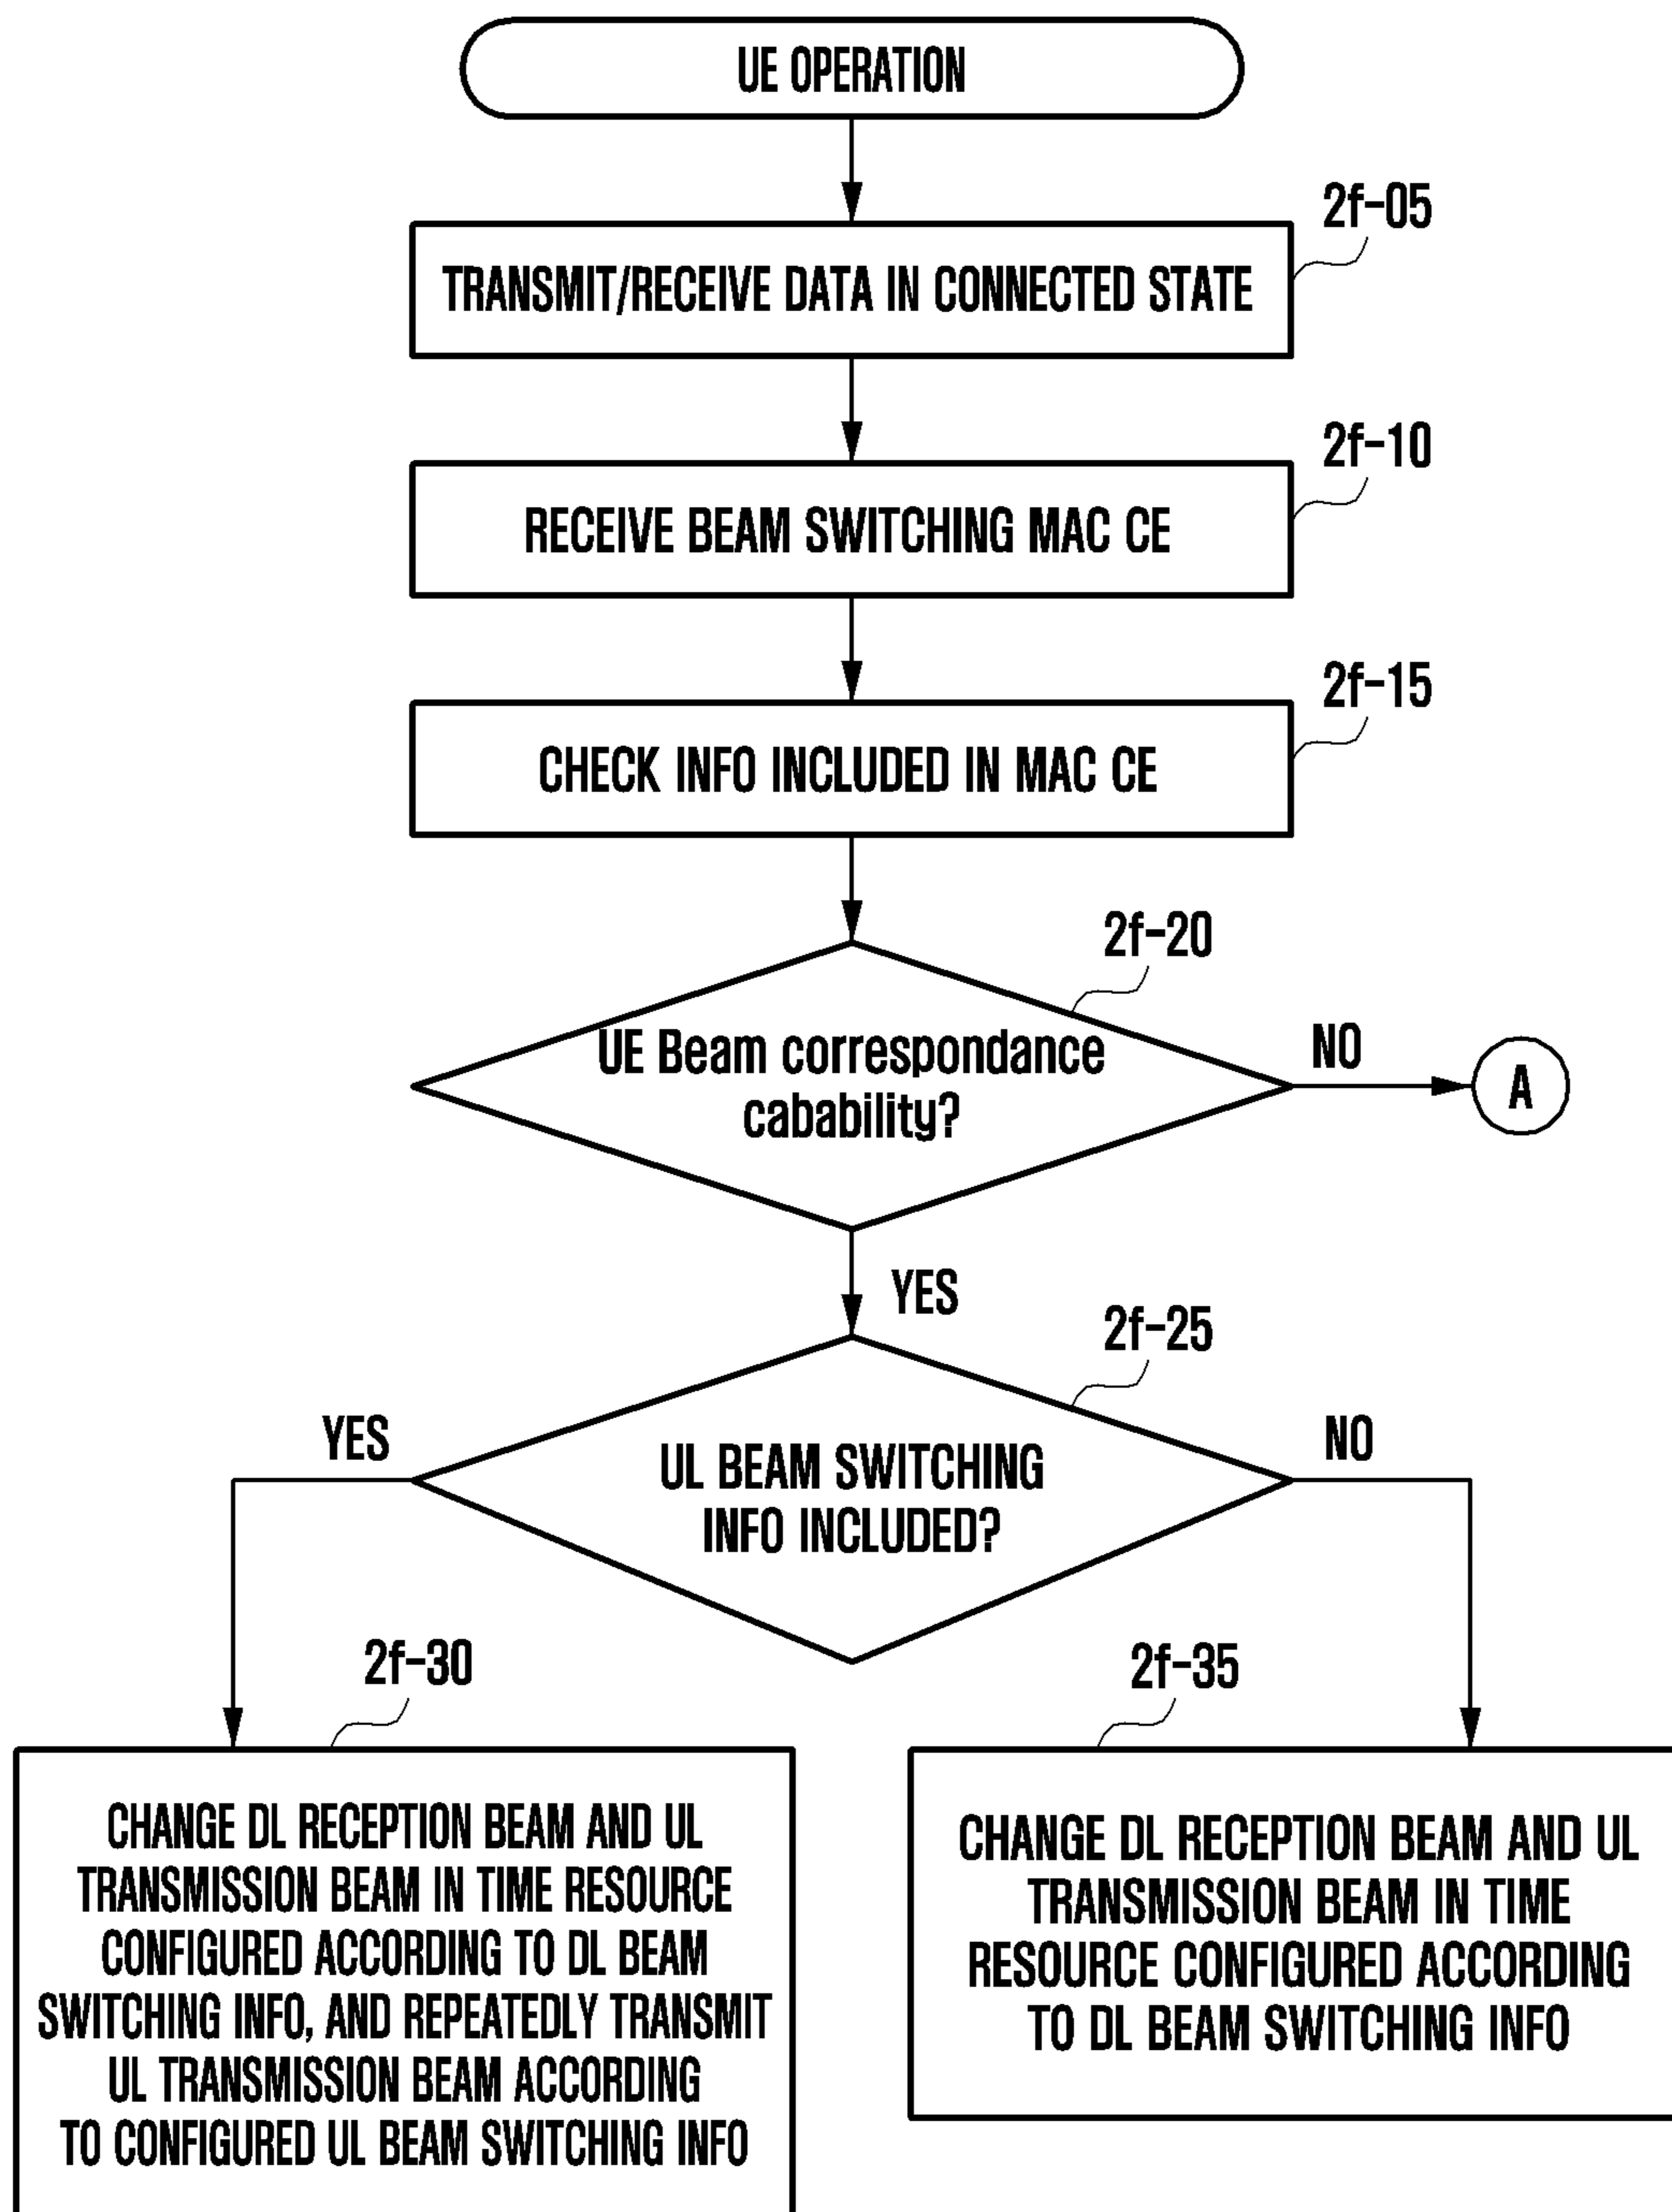 UE OPERATION
2f-05
TRANSMIT/RECEIVE DATA IN CONNECTED STATE
2f-10
RECEIVE BEAM SWITCHING MAC CE
2f-15
CHECK INFO INCLUDED IN MAC CE
2f-20
UE Beam correspondance
cabability?
NO
A
YES
2f-25
UL BEAM SWITCHING
INFO INCLUDED?
YES
NO
2f-30
CHANGE DL RECEPTION BEAM AND UL
TRANSMISSION BEAM IN TIME RESOURCE
CONFIGURED ACCORDING TO DL BEAM
SWITCHING INFO, AND REPEATEDLY TRANSMIT
UL TRANSMISSION BEAM ACCORDING
TO CONFIGURED UL BEAM SWITCHING INFO
2f-35
CHANGE DL RECEPTION BEAM AND UL
TRANSMISSION BEAM IN TIME
RESOURCE CONFIGURED ACCORDING
TO DL BEAM SWITCHING INFO